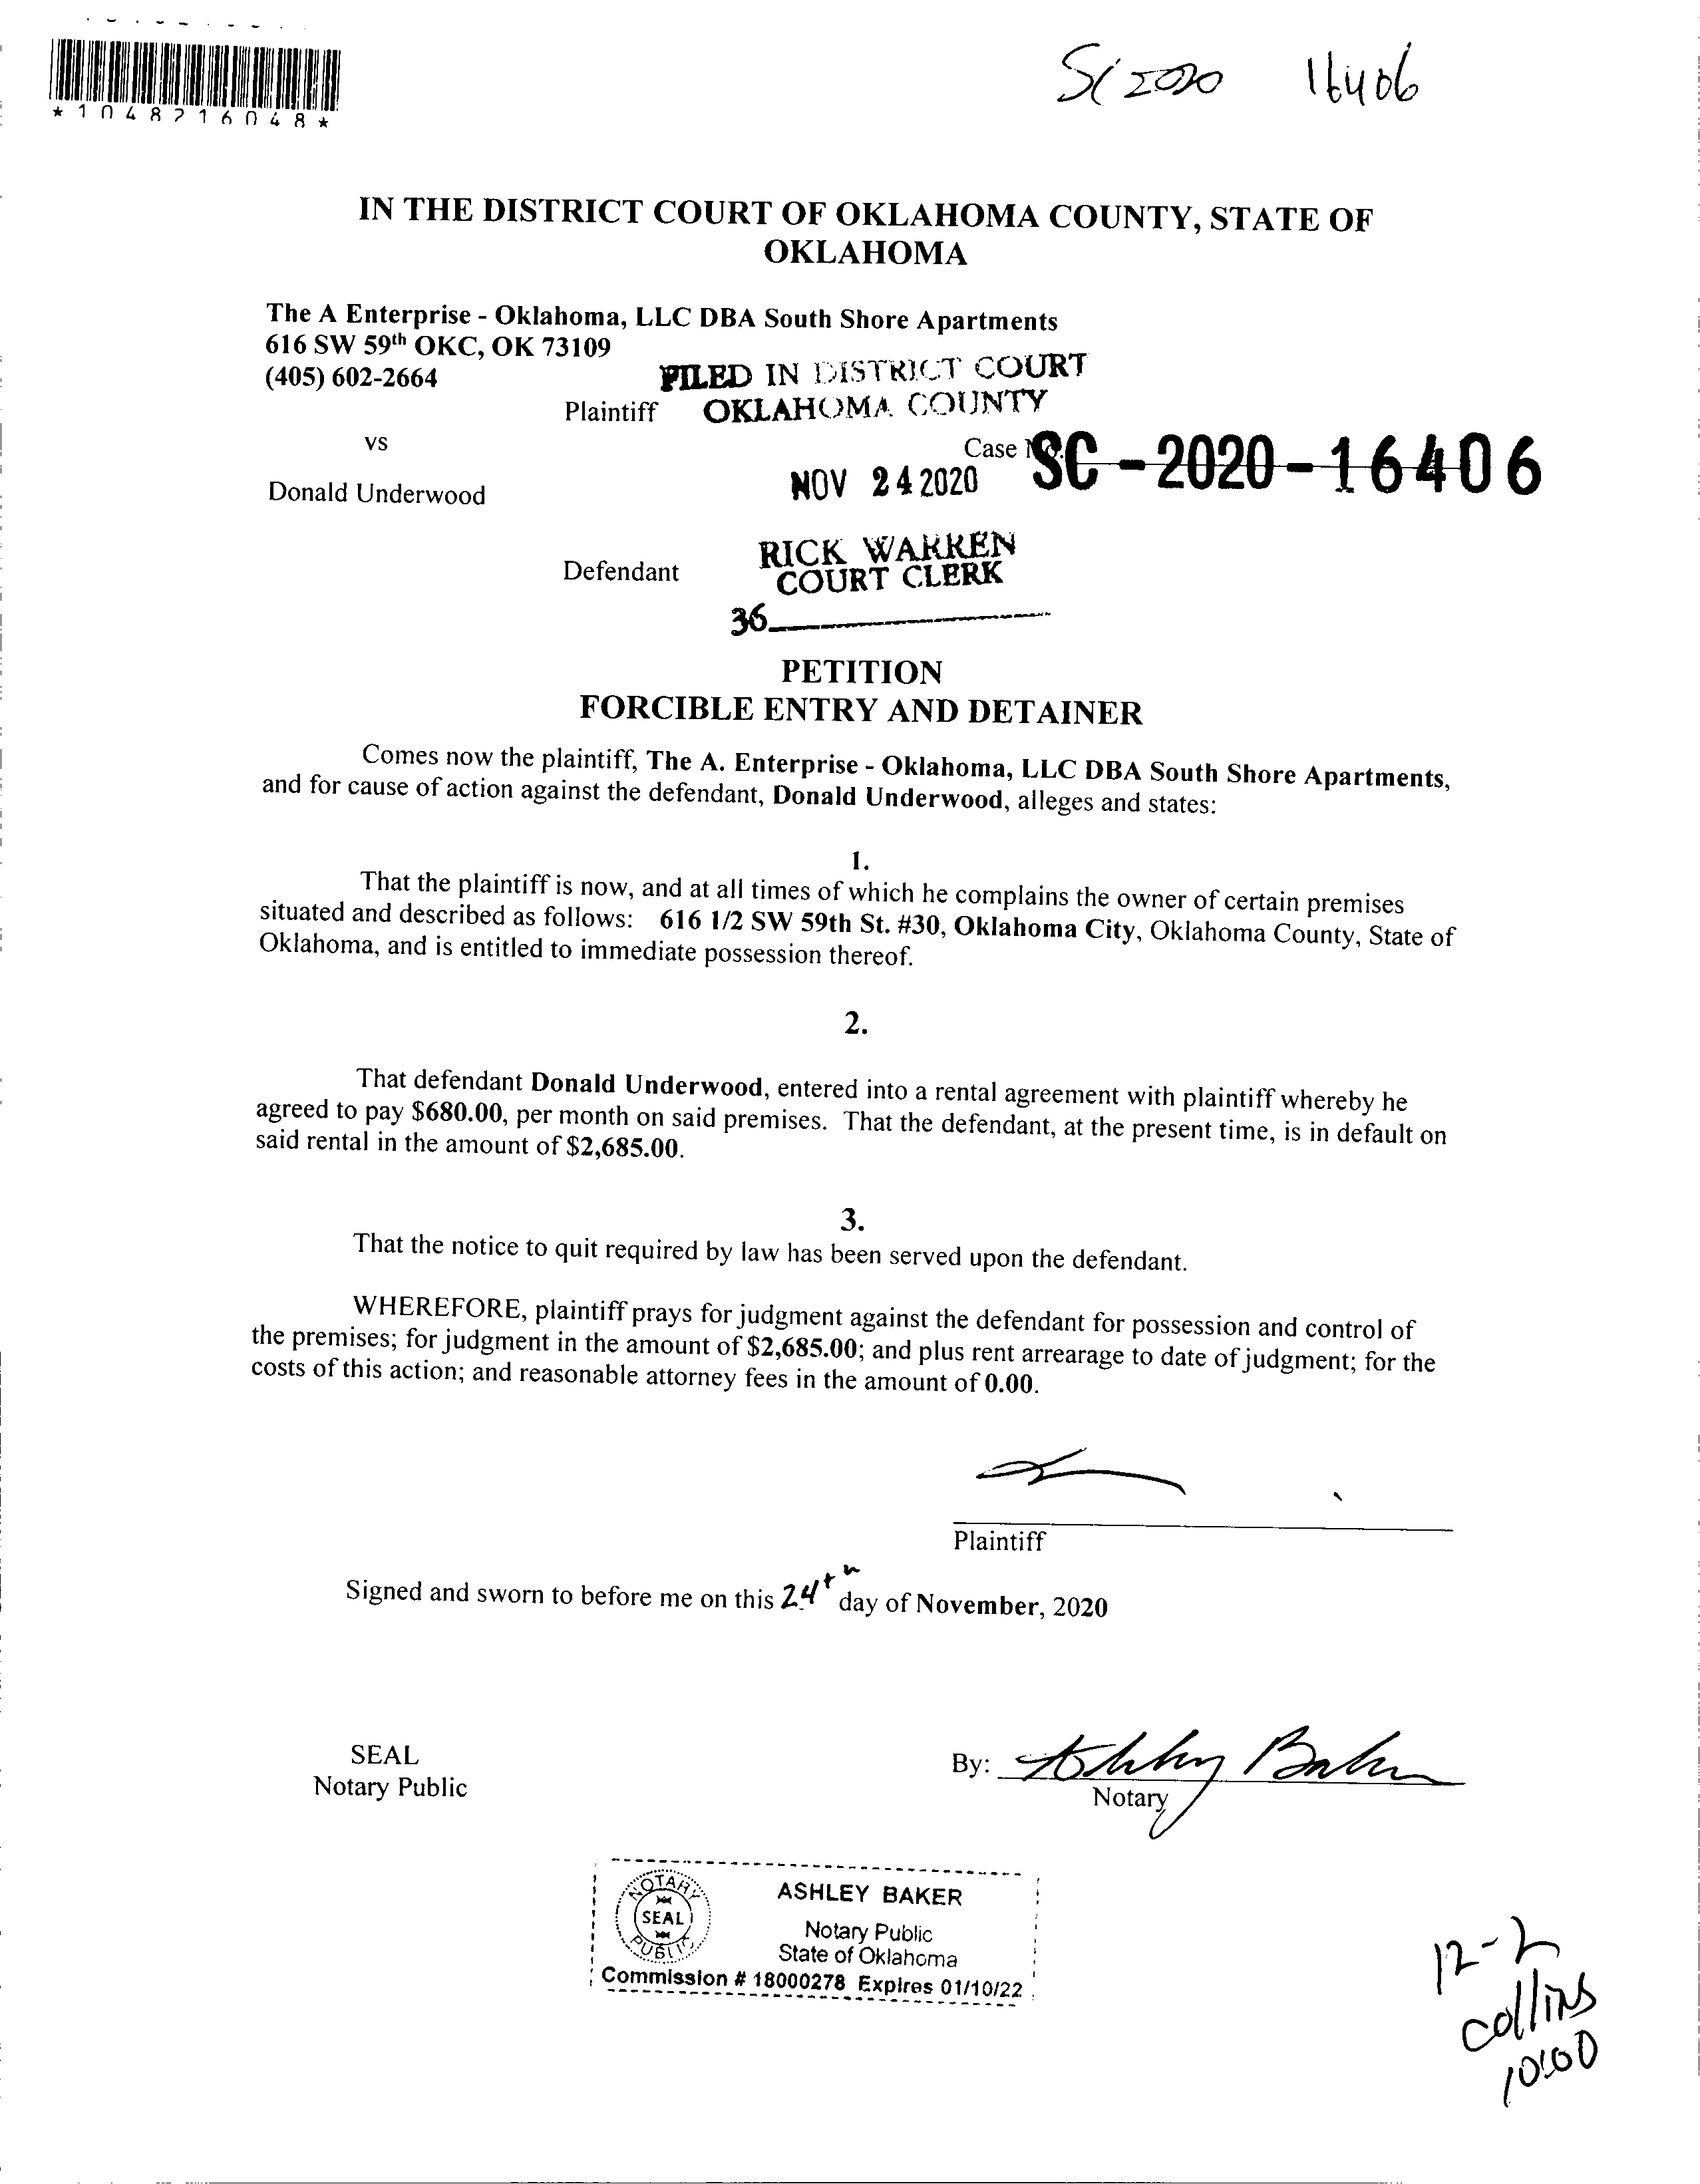 *1048216048*
SC 2020 16406
IN THE DISTRICT COURT OF OKLAHOMA COUNTY, STATE OF
OKLAHOMA
The A Enterprise - Oklahoma, LLC DBA South Shore Apartments
616 SW 59th OKC, OK 73109
(405) 602-2664
FILED IN DISTRICT COURT
Plaintiff
OKLAHOMA COUNTY
vs
Case No.
SC-2020-16406
NOV 24 2020
Donald Underwood
RICK WARREN
Defendant
COURT CLERK
36
PETITION
FORCIBLE ENTRY AND DETAINER
Comes now the plaintiff, The A. Enterprise - Oklahoma, LLC DBA South Shore Apartments,
and for cause of action against the defendant, Donald Underwood, alleges and states:
1.
That the plaintiff is now, and at all times of which he complains the owner of certain premises
situated and described as follows: 616 1/2 SW 59th St. #30, Oklahoma City, Oklahoma County, State of
Oklahoma, and is entitled to immediate possession thereof.
2.
That defendant Donald Underwood, entered into a rental agreement with plaintiff whereby he
agreed to pay $680.00, per month on said premises. That the defendant, at the present time, is in default on
said rental in the amount of $2,685.00.
3.
That the notice to quit required by law has been served upon the defendant.
WHEREFORE, plaintiff prays for judgment against the defendant for possession and control of
the premises; for judgment in the amount of $2,685.00; and plus rent arrearage to date of judgment; for the
costs of this action; and reasonable attorney fees in the amount of 0.00.
Plaintiff
Signed and sworn to before me on this 24th day of November, 2020
SEAL
Notary Public
By: Ashley Baker
Notary
NOTARY
SEAL
PUBLIC
ASHLEY BAKER
Notary Public
State of Oklahoma
Commission # 18000278 Expires 01/10/22
12-2
collins
10:00